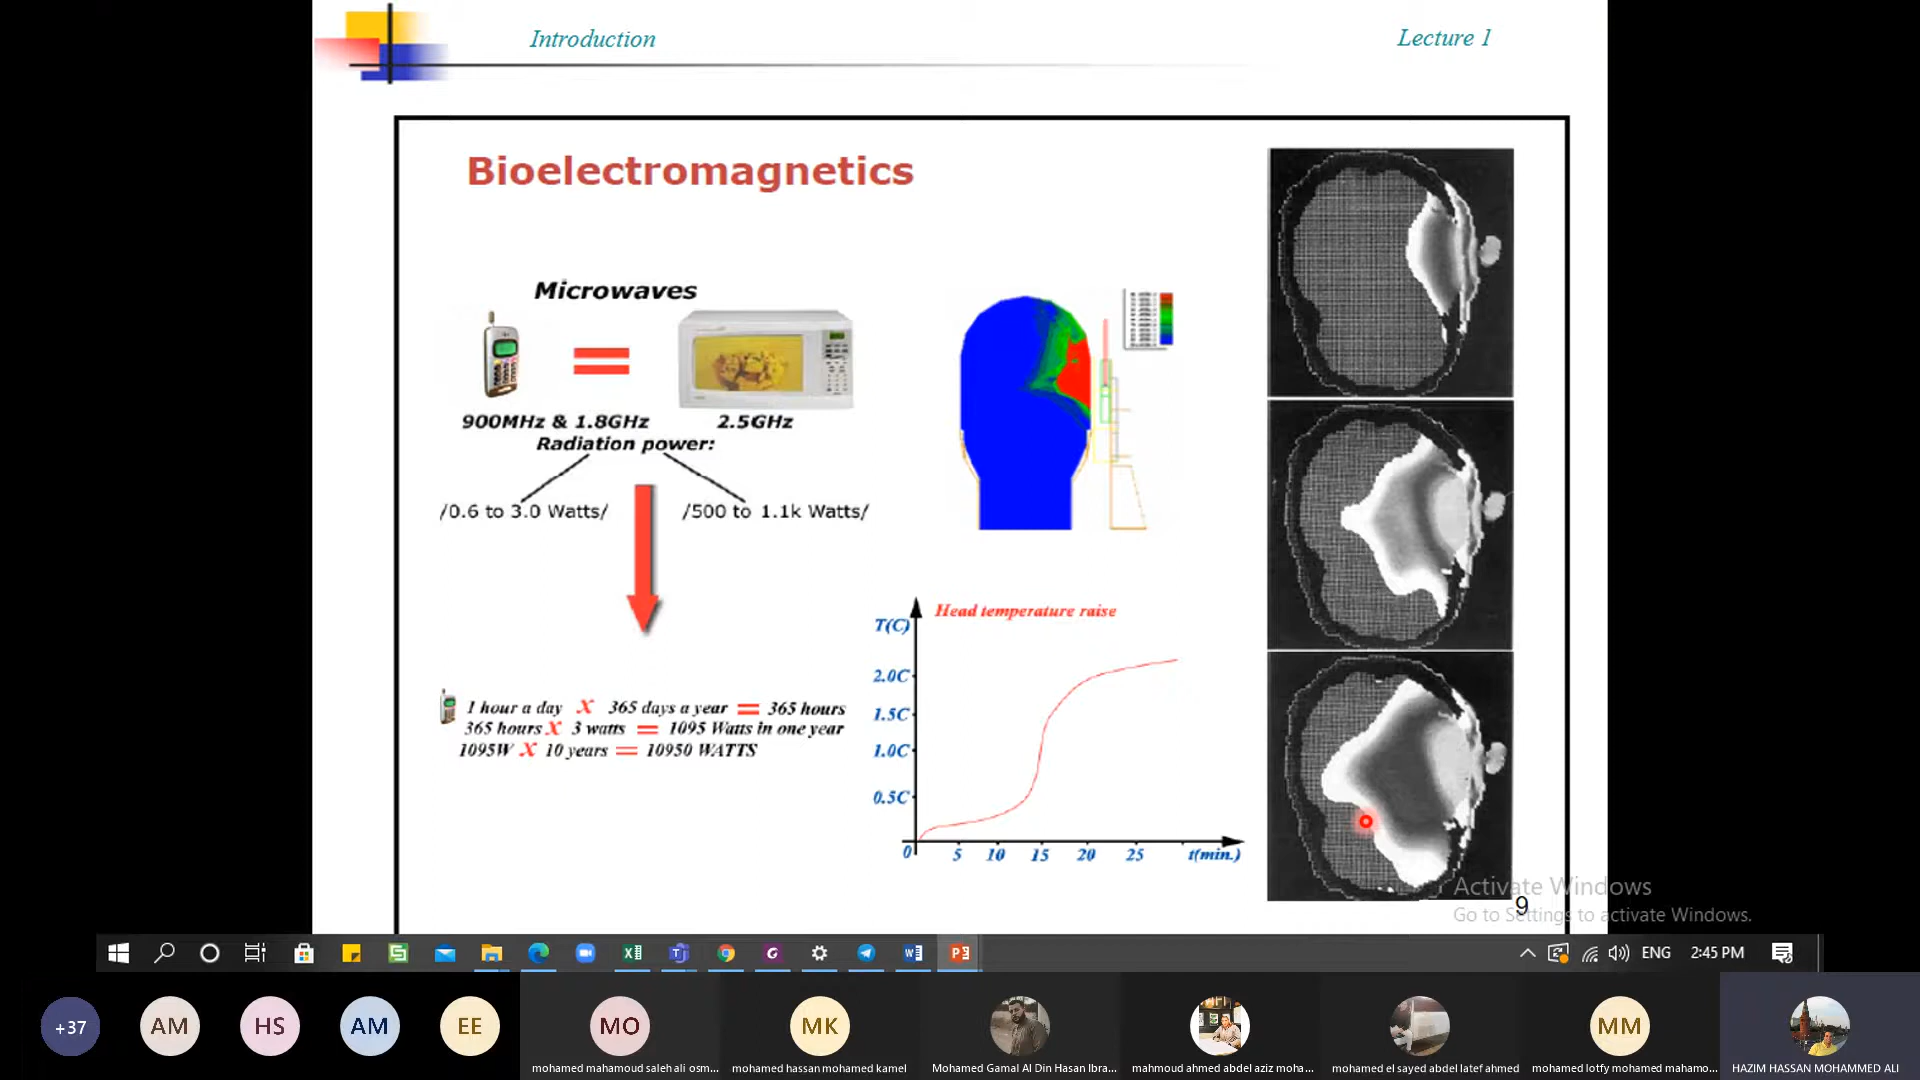 Introduction
Lecture 1
Bioelectromagnetics
Microwaves
900MHz & 1.8GHz
2.5GHz
Radiation power:
/0.6 to 3.0 Watts/
/500 to 1.1k Watts/
1 hour a day X 365 days a year = 365 hours
365 hours X 3 watts = 1095 Watts in one year
1095W X 10 years = 10950 WATTS
Head temperature raise
T(C)
2.0C
1.5C
1.0C
0.5C
0 5 10 15 20 25 t(min.)
Activate Windows
Go to Settings to activate Windows.
9
ENG 2:45 PM
+37
AM
HS
AM
EE
MO
MK
MM
mohamed mahamoud saleh ali osm...
mohamed hassan mohamed kamel
Mohamed Gamal Al Din Hasan Ibra...
mahmoud ahmed abdel aziz moha...
mohamed el sayed abdel latef ahmed
mohamed lotfy mohamed mahamo...
HAZIM HASSAN MOHAMMED ALI